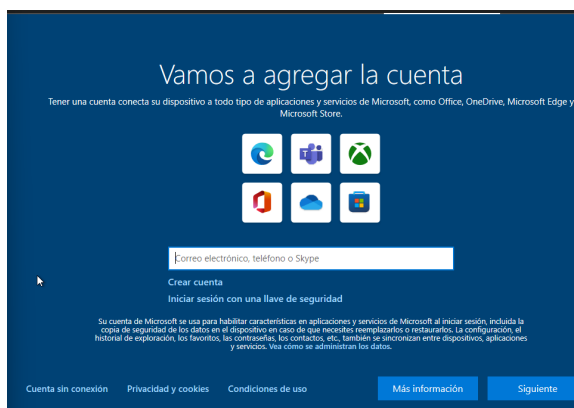 Vamos a agregar la cuenta
Tener una cuenta conecta su dispositivo a todo tipo de aplicaciones y servicios de Microsoft, como Office, OneDrive, Microsoft Edge y
Microsoft Store.
Correo electrónico, teléfono o Skype
Crear cuenta
Iniciar sesión con una llave de seguridad
Su cuenta de Microsoft se usa para habilitar características en aplicaciones y servicios de Microsoft al iniciar sesión, incluida la
copia de seguridad de los datos en el dispositivo en caso de que necesites reemplazarlos o restaurarlos. La configuración, el
historial de exploración, los favoritos, las contraseñas, los contactos, etc., también se sincronizan entre dispositivos, aplicaciones
y servicios. Vea cómo se administran los datos.
Cuenta sin conexión Privacidad y cookies Condiciones de uso Más información Siguiente